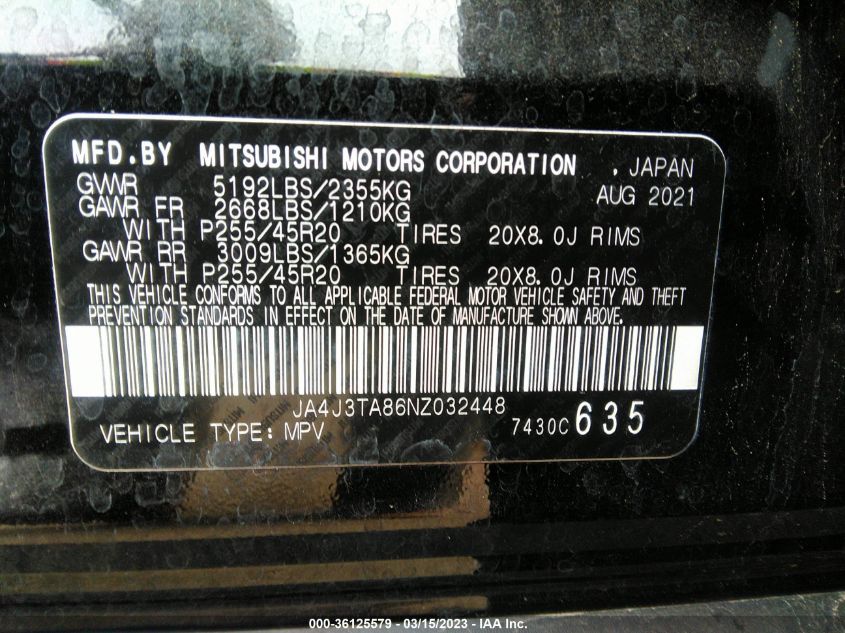 MFD.BY MITSUBISHI MOTORS CORPORATION , JAPAN
GVWR 5192LBS/2355KG AUG 2021
GAWR FR 2668LBS/1210KG
WITH P255/45R20 TIRES 20X8.0J RIMS
GAWR RR 3009LBS/1365KG
WITH P255/45R20 TIRES 20X8.0J RIMS
THIS VEHICLE CONFORMS TO ALL APPLICABLE FEDERAL MOTOR VEHICLE SAFETY AND THEFT
PREVENTION STANDARDS IN EFFECT ON THE DATE OF MANUFACTURE SHOWN ABOVE.
JA4J3TA86NZ032448
VEHICLE TYPE: MPV 7430C 635
000-36125579 - 03/15/2023 - IAA Inc.